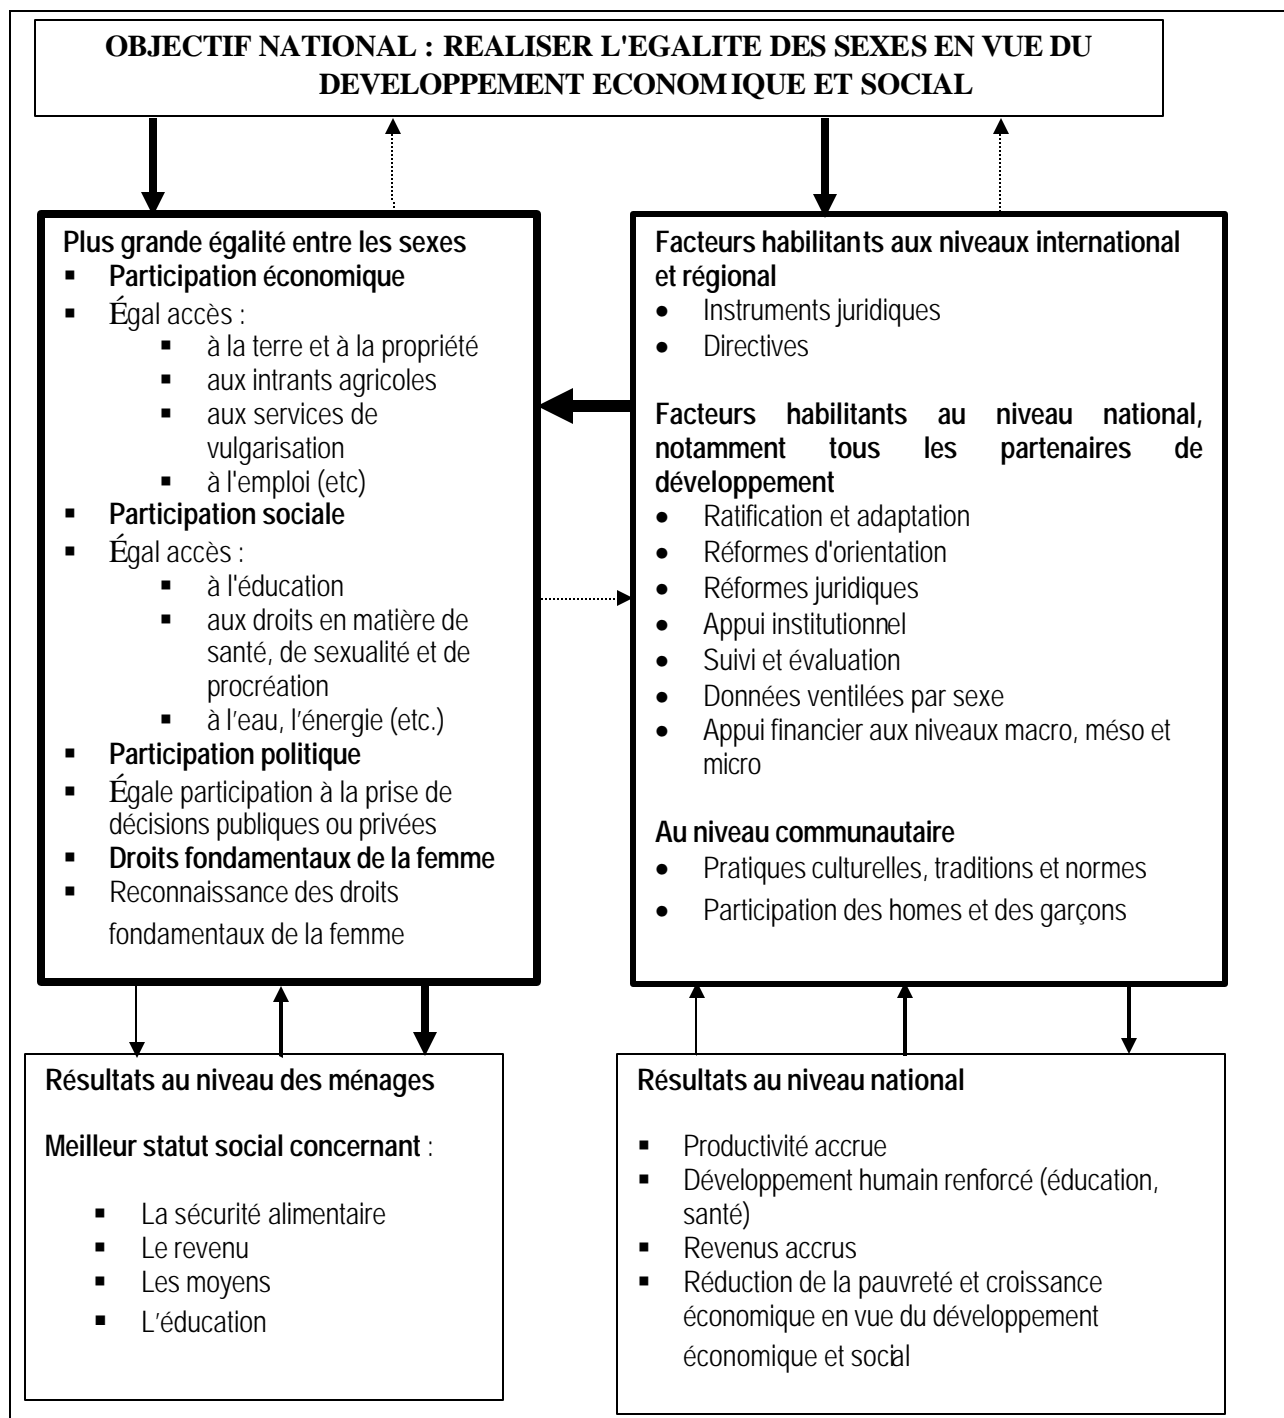 OBJECTIF NATIONAL : REALISER L'EGALITE DES SEXES EN VUE DU
DEVELOPPEMENT ECONOMIQUE ET SOCIAL
Plus grande égalité entre les sexes
▪ Participation économique
▪ Égal accès :
▪ à la terre et à la propriété
▪ aux intrants agricoles
▪ aux services de
vulgarisation
▪ à l'emploi (etc)
▪ Participation sociale
▪ Égal accès :
▪ à l'éducation
▪ aux droits en matière de
santé, de sexualité et de
procréation
▪ à l'eau, l'énergie (etc.)
▪ Participation politique
▪ Égale participation à la prise de
décisions publiques ou privées
▪ Droits fondamentaux de la femme
▪ Reconnaissance des droits
fondamentaux de la femme
Facteurs habilitants aux niveaux international
et régional
• Instruments juridiques
• Directives
Facteurs habilitants au niveau national,
notamment tous les partenaires de
développement
• Ratification et adaptation
• Réformes d'orientation
• Réformes juridiques
• Appui institutionnel
• Suivi et évaluation
• Données ventilées par sexe
• Appui financier aux niveaux macro, méso et
micro
Au niveau communautaire
• Pratiques culturelles, traditions et normes
• Participation des homes et des garçons
Résultats au niveau des ménages
Meilleur statut social concernant :
▪ La sécurité alimentaire
▪ Le revenu
▪ Les moyens
▪ L'éducation
Résultats au niveau national
▪ Productivité accrue
▪ Développement humain renforcé (éducation,
santé)
▪ Revenus accrus
▪ Réduction de la pauvreté et croissance
économique en vue du développement
économique et social